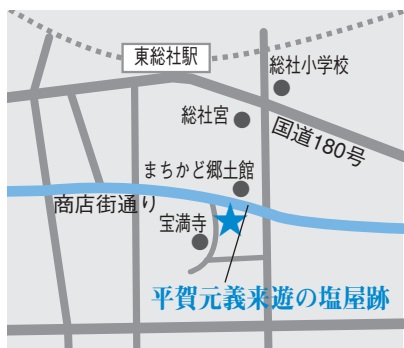 東総社駅
総社小学校
総社宮
国道180号
まちかど郷土館
商店街通り
宝満寺
平賀元義来遊の塩屋跡